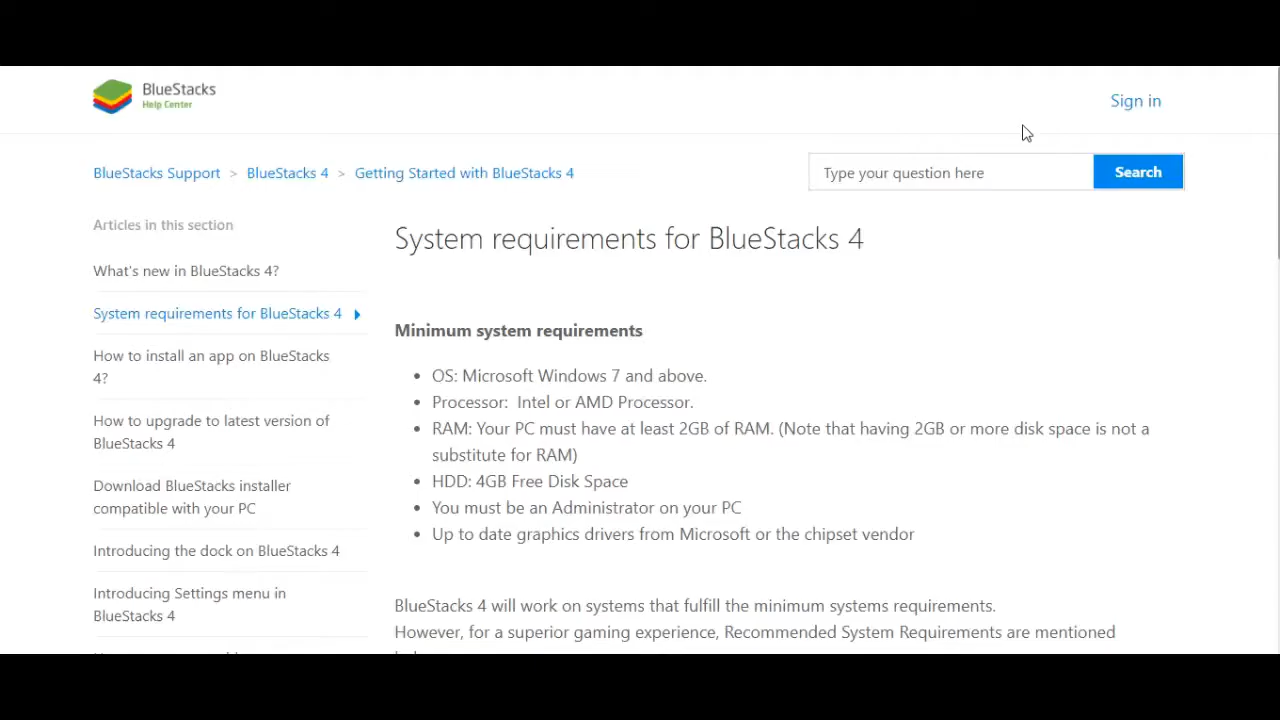 BlueStacks
Help Center
Sign in
BlueStacks Support > BlueStacks 4 > Getting Started with BlueStacks 4
Type your question here
Search
Articles in this section
What's new in BlueStacks 4?
System requirements for BlueStacks 4
How to install an app on BlueStacks
4?
How to upgrade to latest version of
BlueStacks 4
Download BlueStacks installer
compatible with your PC
Introducing the dock on BlueStacks 4
Introducing Settings menu in
BlueStacks 4
System requirements for BlueStacks 4
Minimum system requirements
• OS: Microsoft Windows 7 and above.
• Processor: Intel or AMD Processor.
• RAM: Your PC must have at least 2GB of RAM. (Note that having 2GB or more disk space is not a
substitute for RAM)
• HDD: 4GB Free Disk Space
• You must be an Administrator on your PC
• Up to date graphics drivers from Microsoft or the chipset vendor
BlueStacks 4 will work on systems that fulfill the minimum systems requirements.
However, for a superior gaming experience, Recommended System Requirements are mentioned